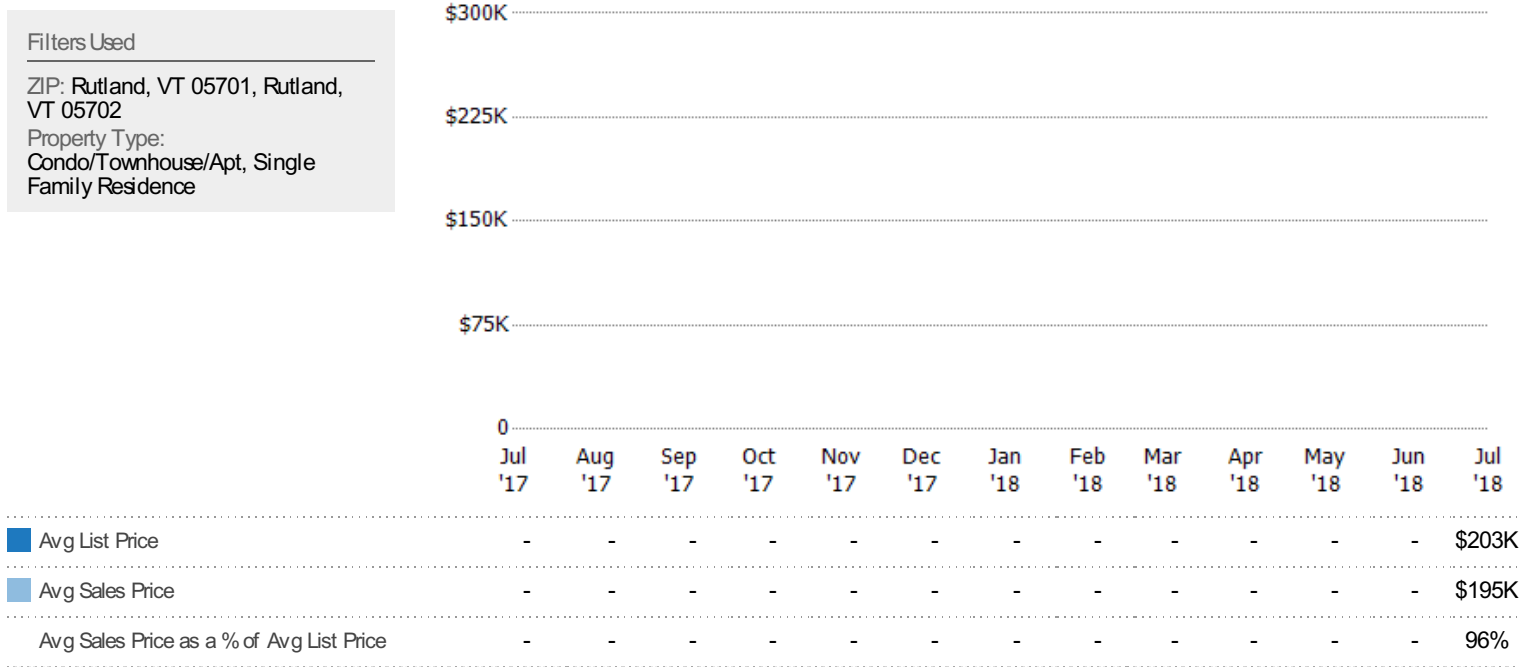 Filters Used
ZIP: Rutland, VT 05701, Rutland,
VT 05702
Property Type:
Condo/Townhouse/Apt, Single
Family Residence
$300K
$225K
$150K
$75K
0
Jul Aug Sep Oct Nov Dec Jan Feb Mar Apr May Jun Jul
'17 '17 '17 '17 '17 '17 '18 '18 '18 '18 '18 '18 '18
Avg List Price - - - - - - - - - - - - $203K
Avg Sales Price - - - - - - - - - - - - $195K
Avg Sales Price as a % of Avg List Price - - - - - - - - - - - - 96%